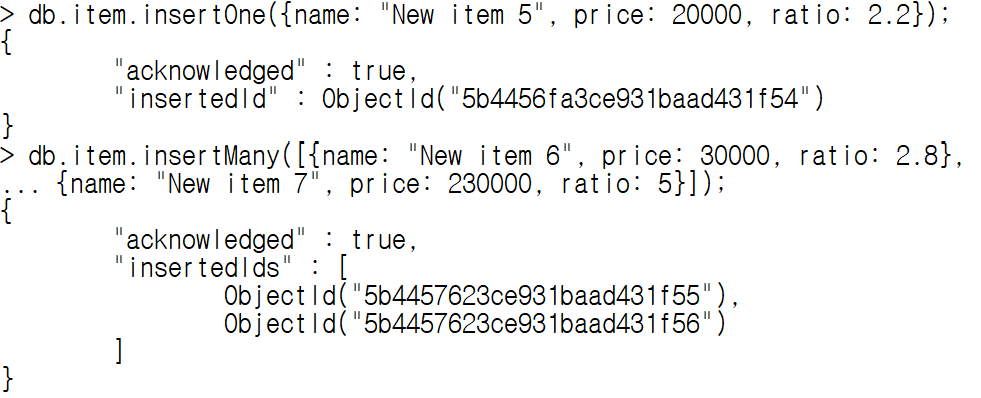 > db.item.insertOne({name: "New item 5", price: 20000, ratio: 2.2});
{
        "acknowledged" : true,
        "insertedId" : ObjectId("5b4456fa3ce931baad431f54")
}
> db.item.insertMany([{name: "New item 6", price: 30000, ratio: 2.8},
... {name: "New item 7", price: 230000, ratio: 5}]);
{
        "acknowledged" : true,
        "insertedIds" : [
                ObjectId("5b4457623ce931baad431f55"),
                ObjectId("5b4457623ce931baad431f56")
        ]
}